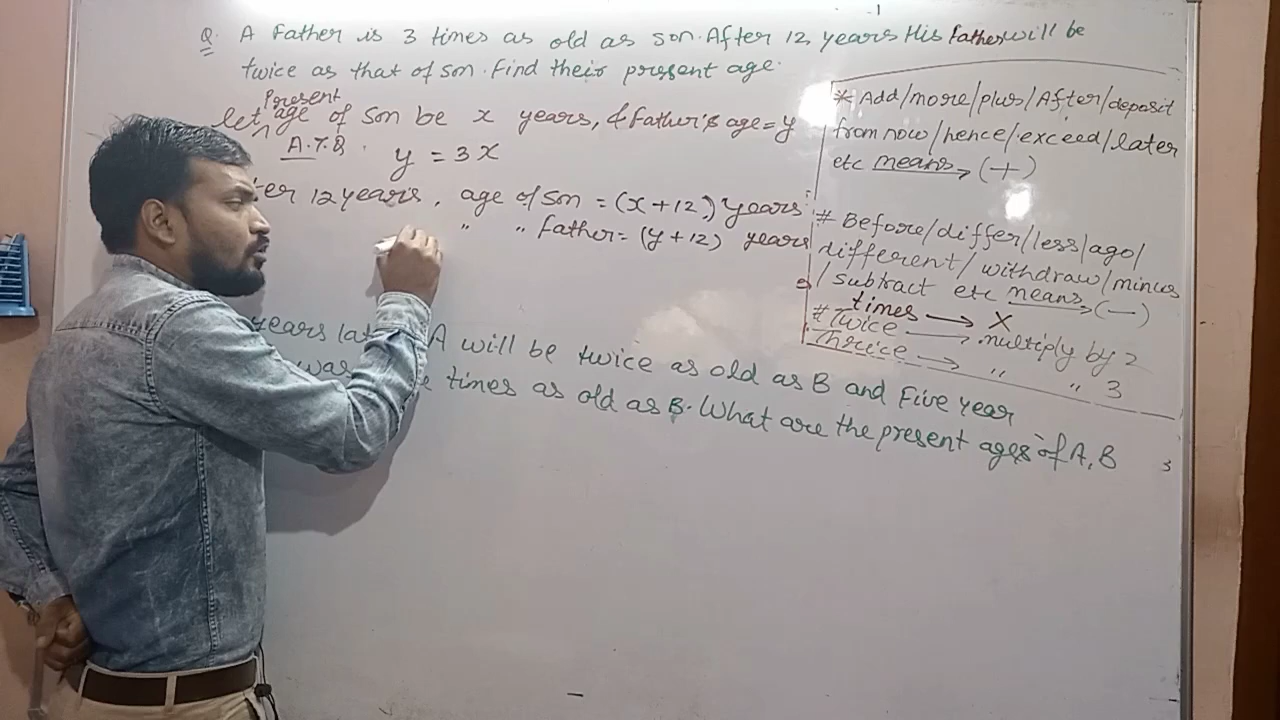 Q. A Father is 3 times as old as son. After 12 years His father will be
twice as that of son. Find their present age.
Present
let ^ age of Son be x years, & Father's age = y
A.T.Q. y = 3x
12 years, age of Son = (x+12) years
" " Father = (y+12) years
years A will be twice as old as B and Five year
was times as old as B. What are the present ages of A, B
* Add/more/plus/After/deposit
from now/hence/exceed/later
etc means → (+)
# Before/differ/less/ago/
different/withdraw/minus
/subtract etc means → (—)
times → X
# Twice → multiply by 2
Thrice → " " 3